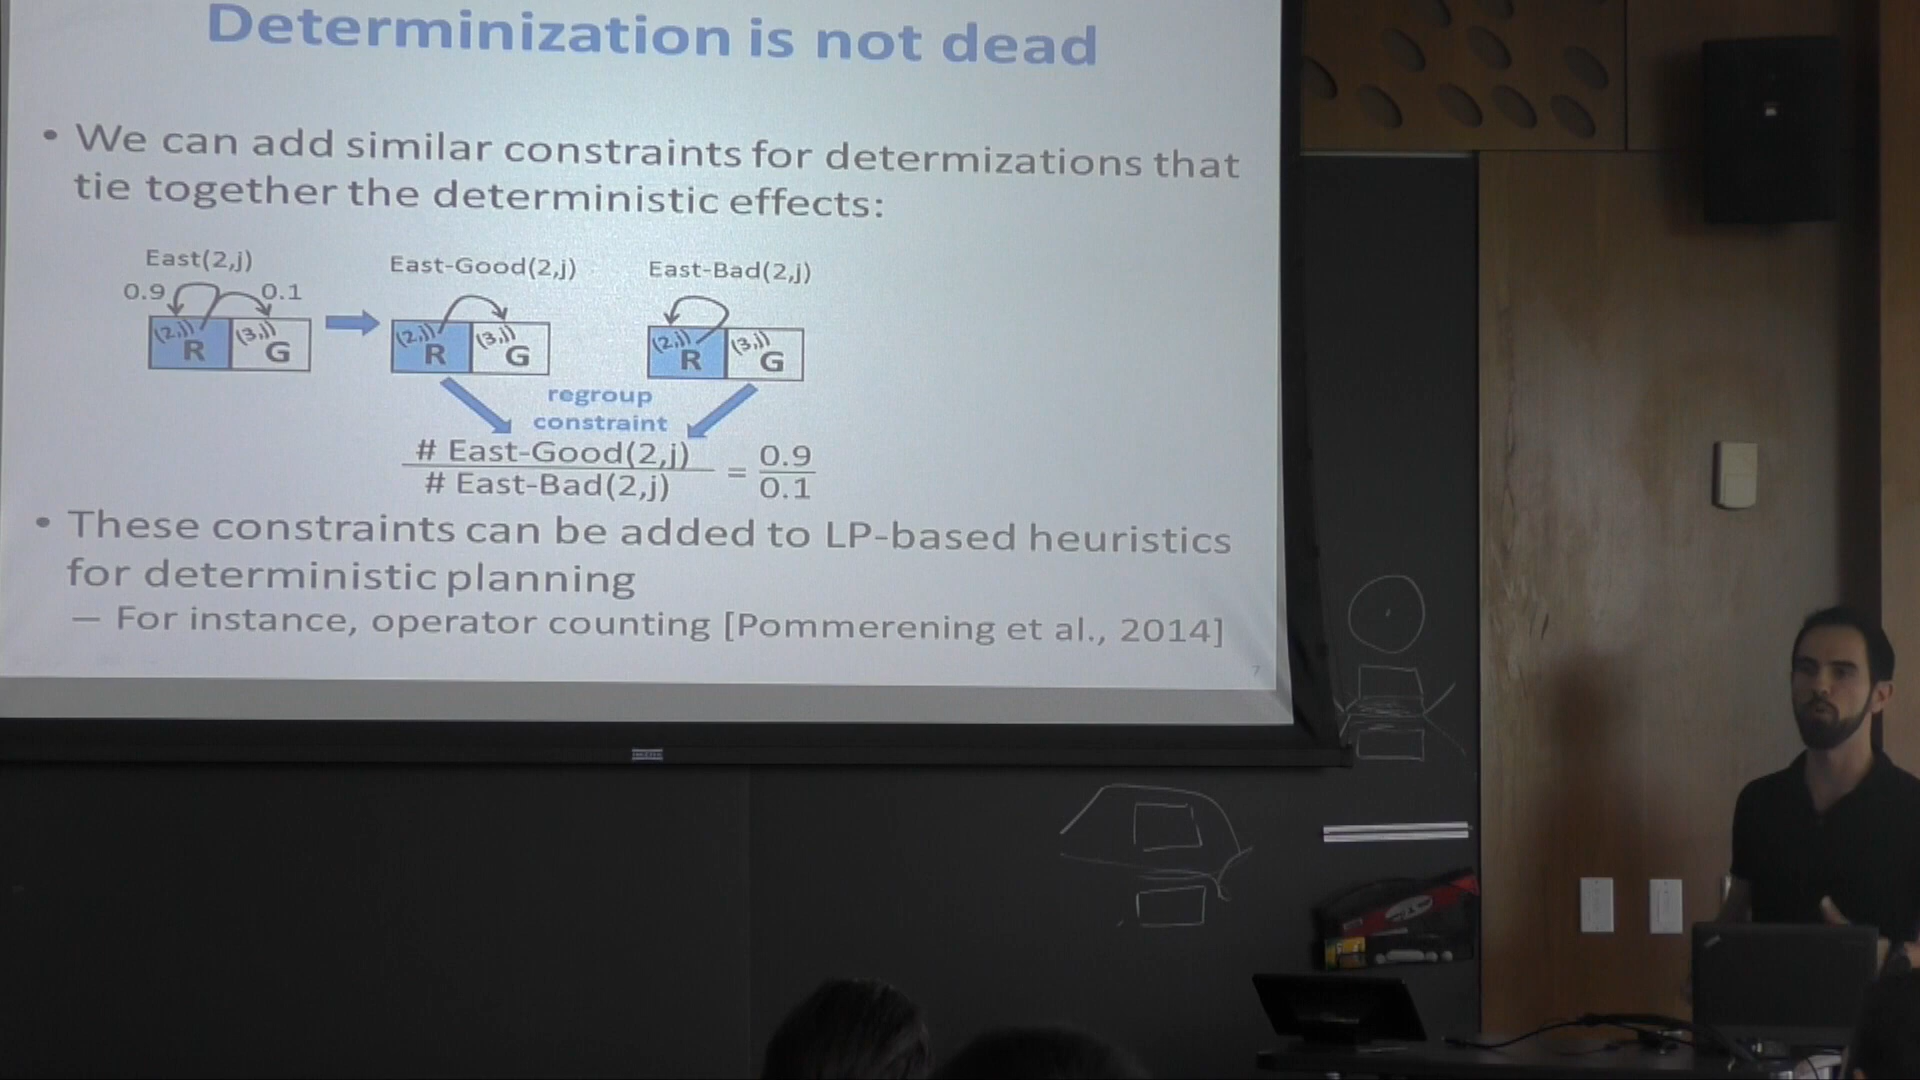 Determinization is not dead
• We can add similar constraints for determizations that
tie together the deterministic effects:
East(2,j)
0.9
0.1
(2,j)
R
(3,j)
G
East-Good(2,j)
(2,j)
R
(3,j)
G
East-Bad(2,j)
(2,j)
R
(3,j)
G
regroup
constraint
# East-Good(2,j)
# East-Bad(2,j)
=
0.9
0.1
• These constraints can be added to LP-based heuristics
for deterministic planning
— For instance, operator counting [Pommerening et al., 2014]
7